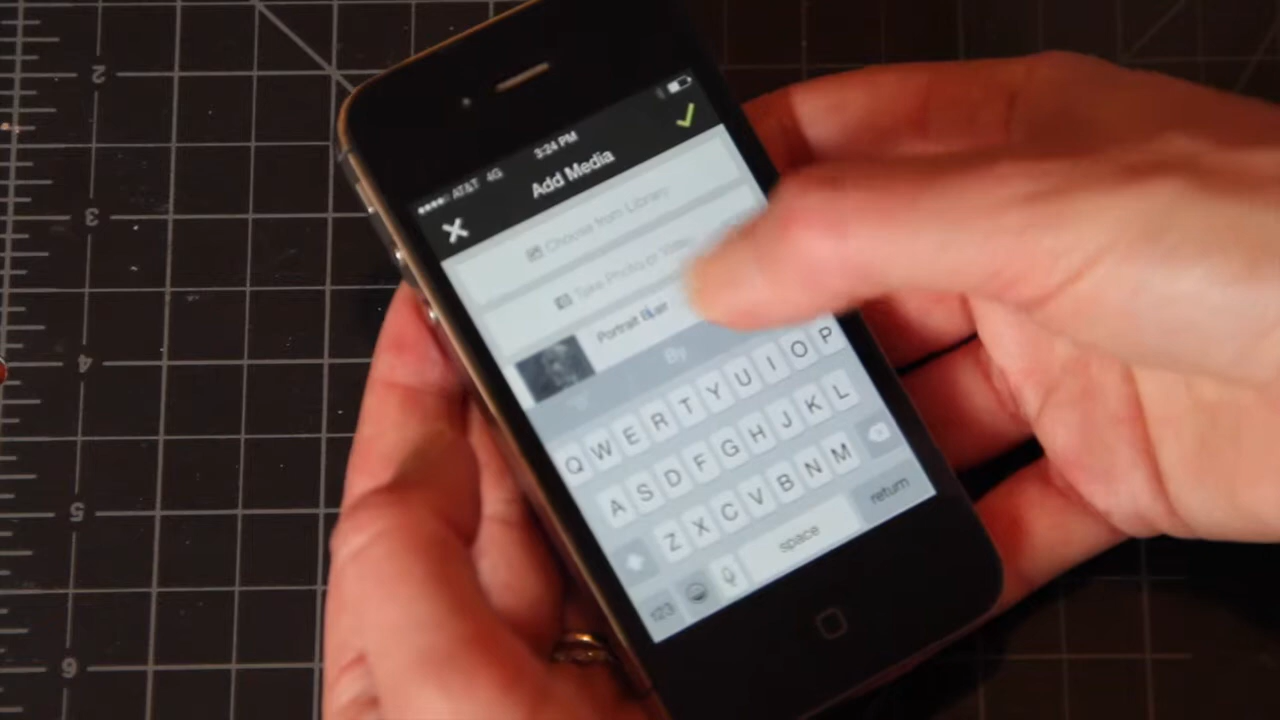 2
3
4
5
6
AT&T 4G 3:24 PM
Add Media
Choose from Library
Take Photo or Video
Portrait
By
Q W E R T Y U I O P
A S D F G H J K L
Z X C V B N M
123 space return